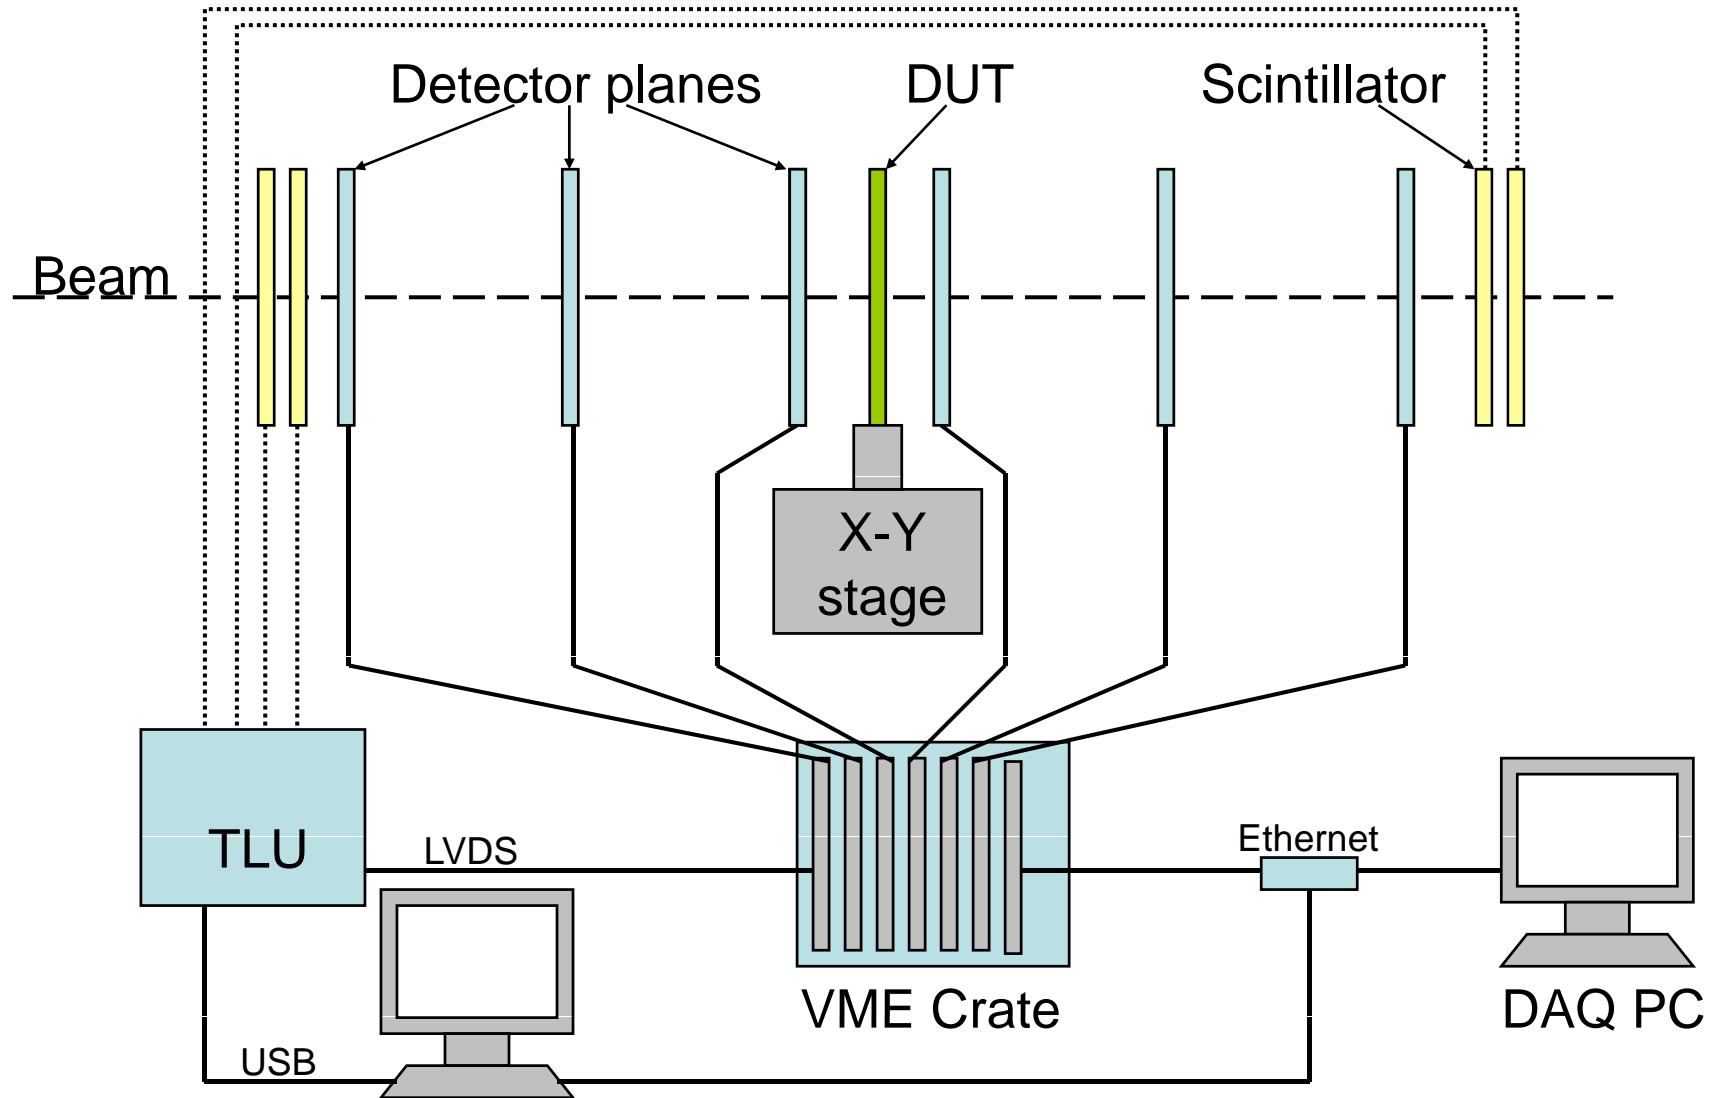 Detector planes
DUT
Scintillator
Beam
X-Y
stage
TLU
LVDS
Ethernet
VME Crate
DAQ PC
USB